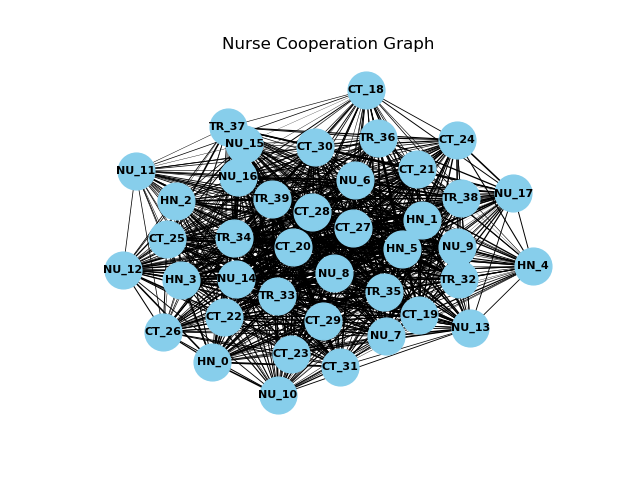 Nurse Cooperation Graph
CT_18
TR_37
TR_36
NU_15
CT_30
CT_24
NU_11
CT_21
NU_16
NU_6
HN_2
TR_39
TR_38
NU_17
CT_28
HN_1
CT_27
CT_25
TR_34
CT_20
HN_5
NU_9
NU_12
HN_3
NU_14
NU_8
TR_32
HN_4
TR_33
TR_35
CT_22
CT_29
CT_19
CT_26
NU_7
NU_13
HN_0
CT_23
CT_31
NU_10